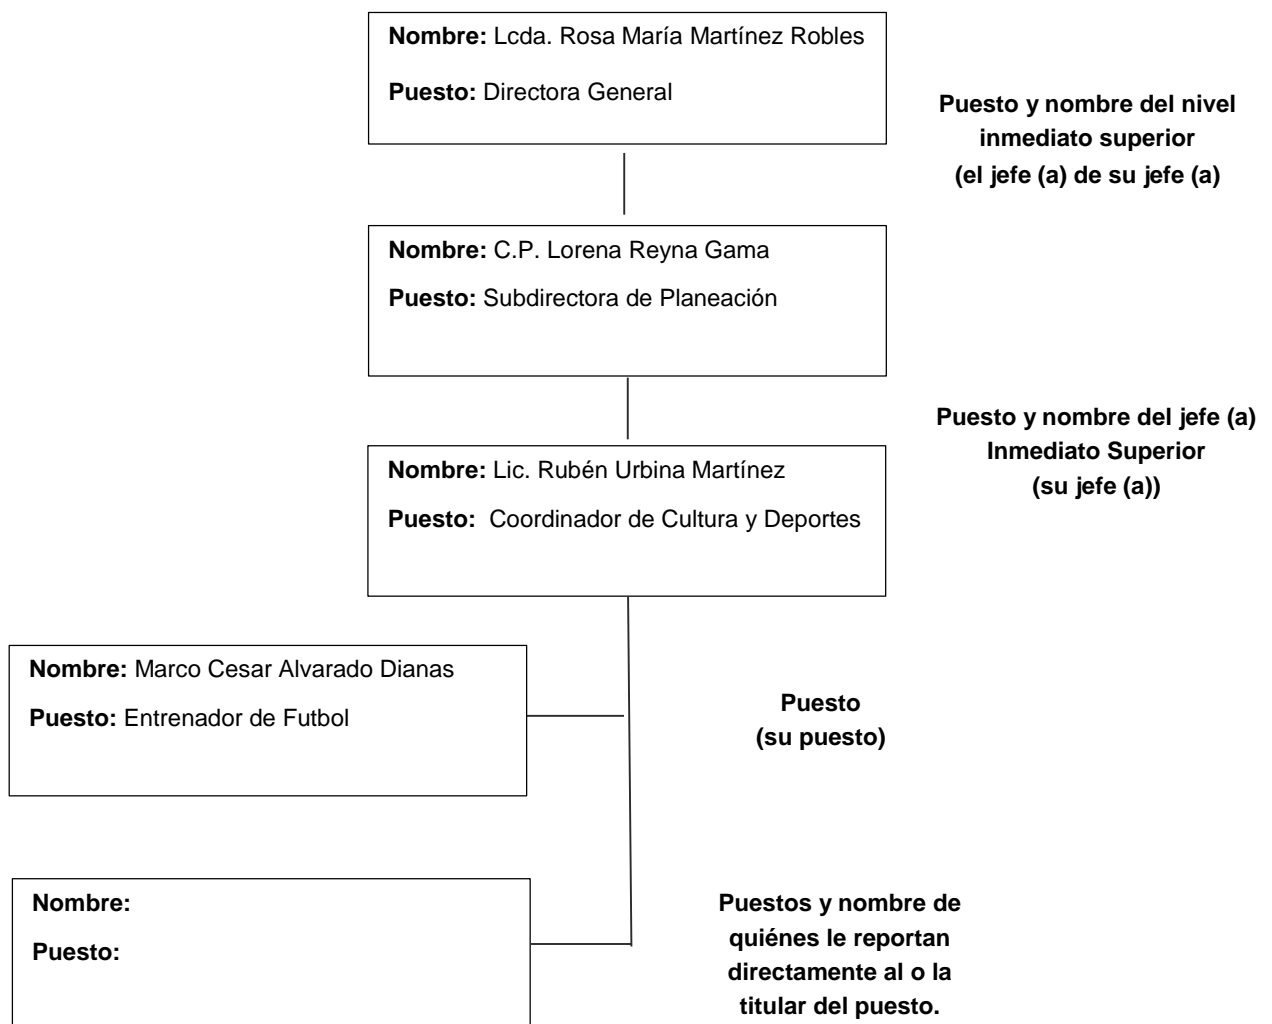 Nombre: Lcda. Rosa María Martínez Robles
Puesto: Directora General
Puesto y nombre del nivel
inmediato superior
(el jefe (a) de su jefe (a)
Nombre: C.P. Lorena Reyna Gama
Puesto: Subdirectora de Planeación
Puesto y nombre del jefe (a)
Inmediato Superior
(su jefe (a))
Nombre: Lic. Rubén Urbina Martínez
Puesto: Coordinador de Cultura y Deportes
Nombre: Marco Cesar Alvarado Dianas
Puesto: Entrenador de Futbol
Puesto
(su puesto)
Nombre:
Puesto:
Puestos y nombre de
quiénes le reportan
directamente al o la
titular del puesto.